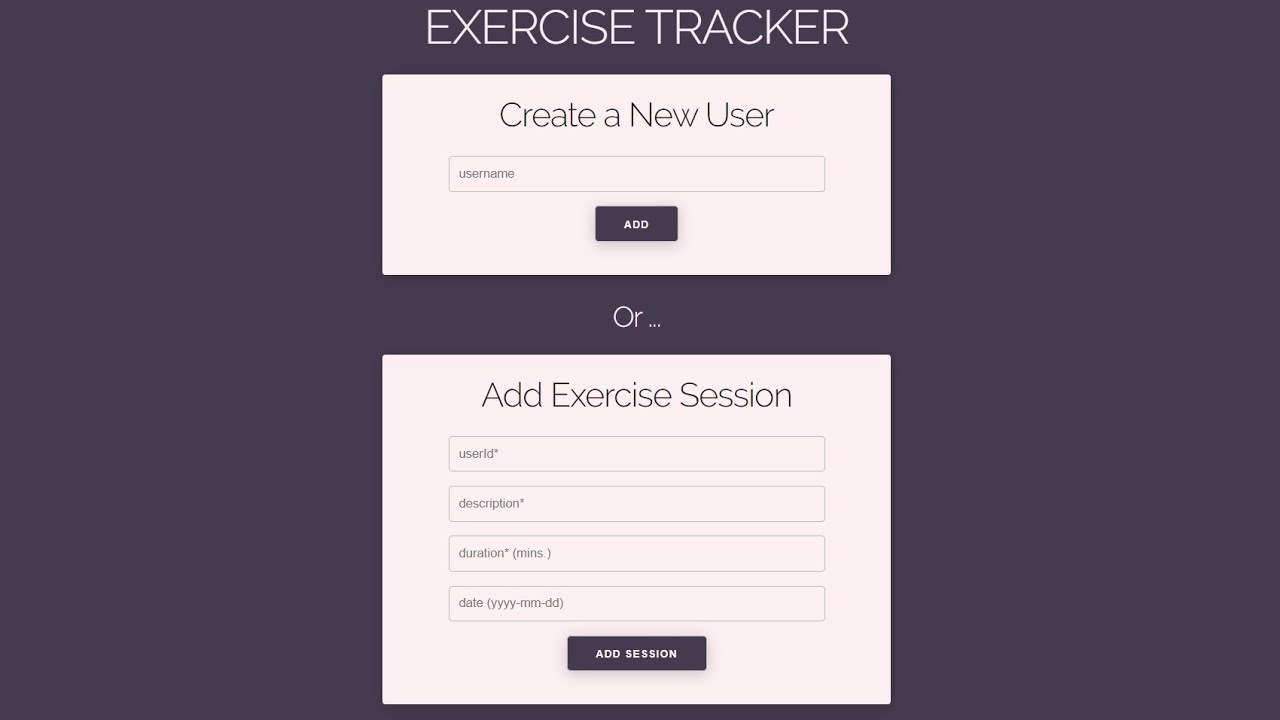 EXERCISE TRACKER
Create a New User
username
ADD
Or ...
Add Exercise Session
userId*
description*
duration* (mins.)
date (yyyy-mm-dd)
ADD SESSION